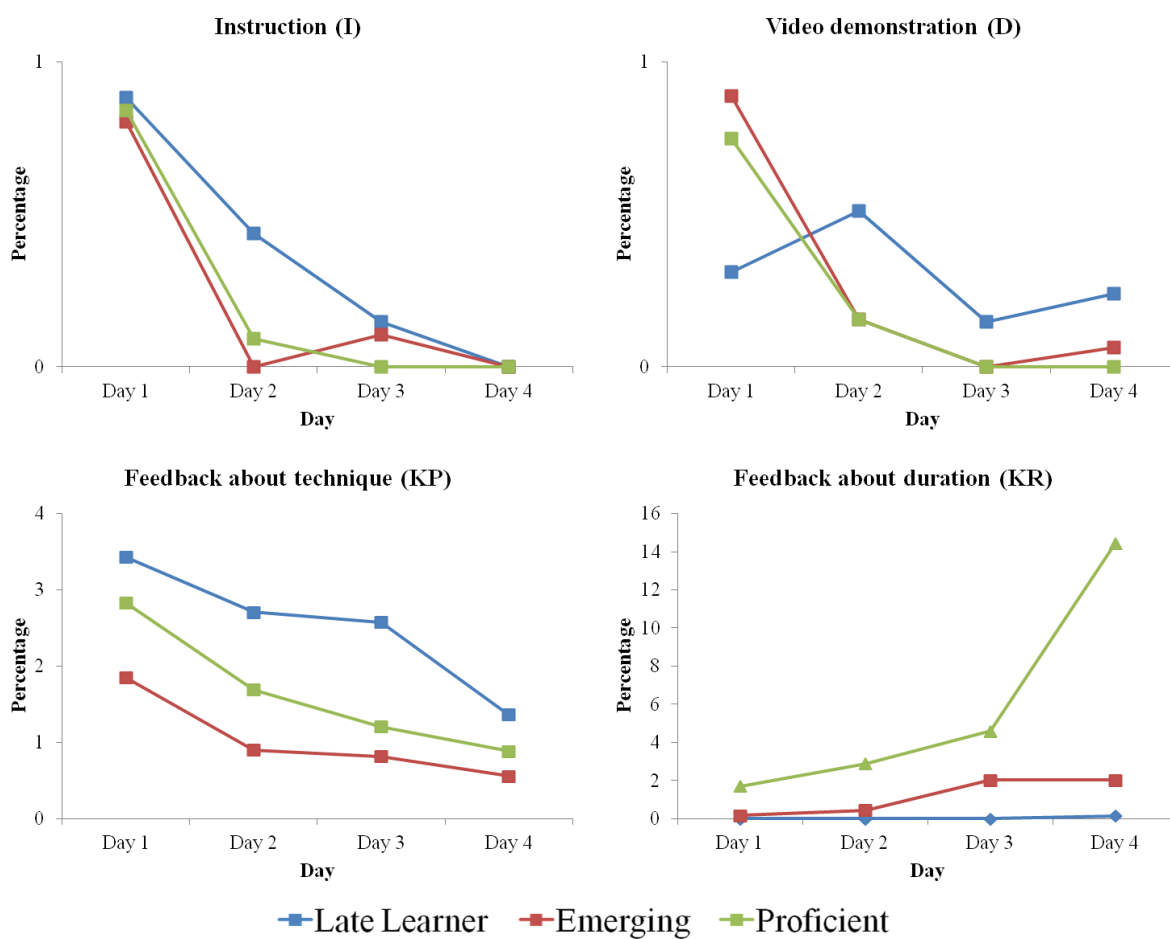 Instruction (I)
1
0
Percentage
Day 1 Day 2 Day 3 Day 4
Day
Video demonstration (D)
1
0
Percentage
Day 1 Day 2 Day 3 Day 4
Day
Feedback about technique (KP)
4
3
2
1
0
Percentage
Day 1 Day 2 Day 3 Day 4
Day
Feedback about duration (KR)
16
14
12
10
8
6
4
2
0
Percentage
Day 1 Day 2 Day 3 Day 4
Day
Late Learner Emerging Proficient